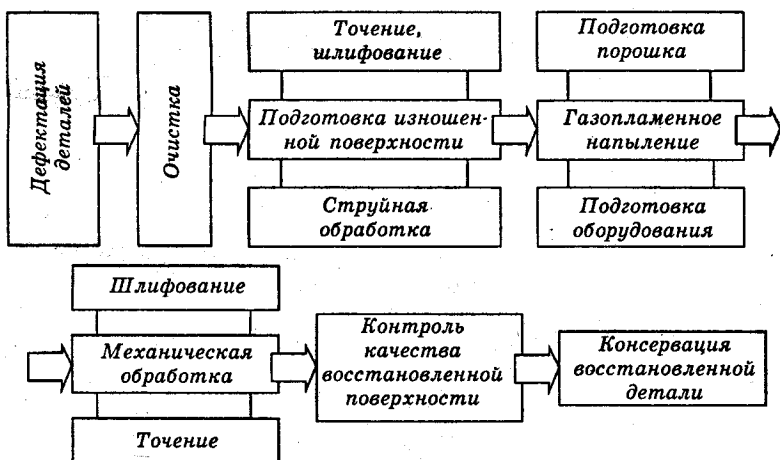 Дефектация
деталей
Очистка
Точение,
шлифование
Подготовка изношен-
ной поверхности
Струйная
обработка
Подготовка
порошка
Газопламенное
напыление
Подготовка
оборудования
Шлифование
Механическая
обработка
Точение
Контроль
качества
восстановленной
поверхности
Консервация
восстановленной
детали